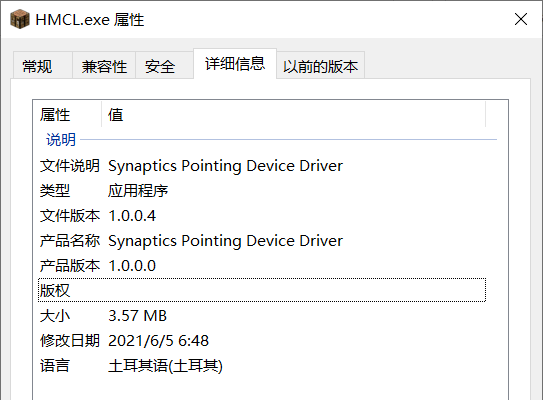 HMCL.exe 属性
常规 兼容性 安全 详细信息 以前的版本
属性 值
说明
文件说明 Synaptics Pointing Device Driver
类型 应用程序
文件版本 1.0.0.4
产品名称 Synaptics Pointing Device Driver
产品版本 1.0.0.0
版权
大小 3.57 MB
修改日期 2021/6/5 6:48
语言 土耳其语(土耳其)